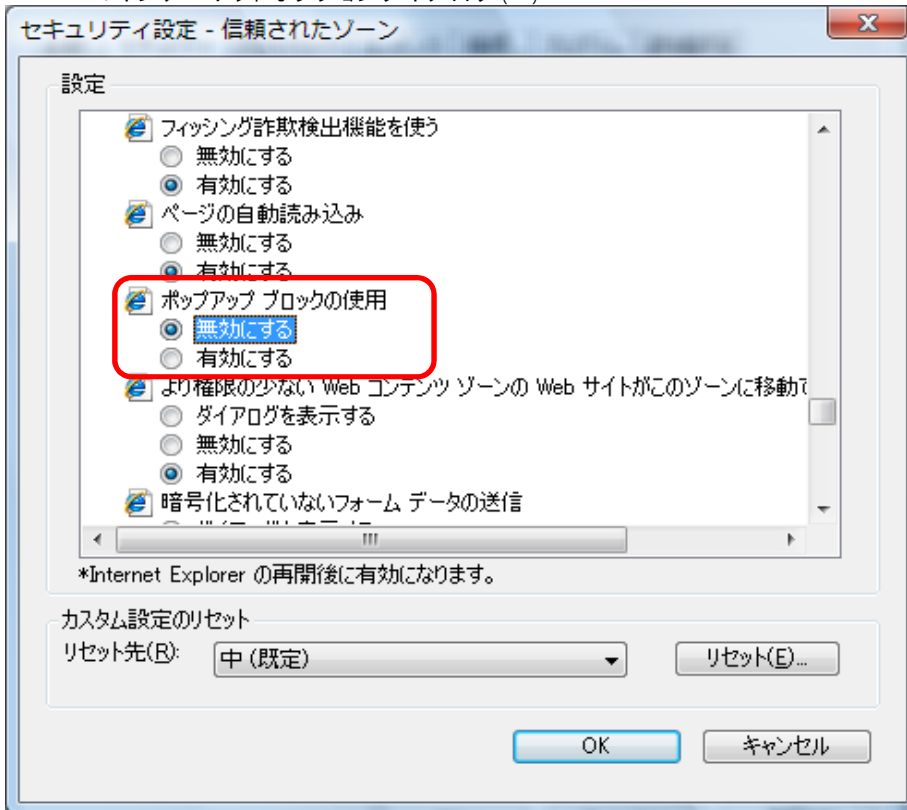 セキュリティ設定 - 信頼されたゾーン
設定
フィッシング詐欺検出機能を使う
無効にする
有効にする
ページの自動読み込み
無効にする
有効にする
ポップアップ ブロックの使用
無効にする
有効にする
より権限の少ない Web コンテンツ ゾーンの Web サイトがこのゾーンに移動で
ダイアログを表示する
無効にする
有効にする
暗号化されていないフォーム データの送信
*Internet Explorer の再開後に有効になります。
カスタム設定のリセット
リセット先(R): 中 (既定) リセット(E)...
OK キャンセル